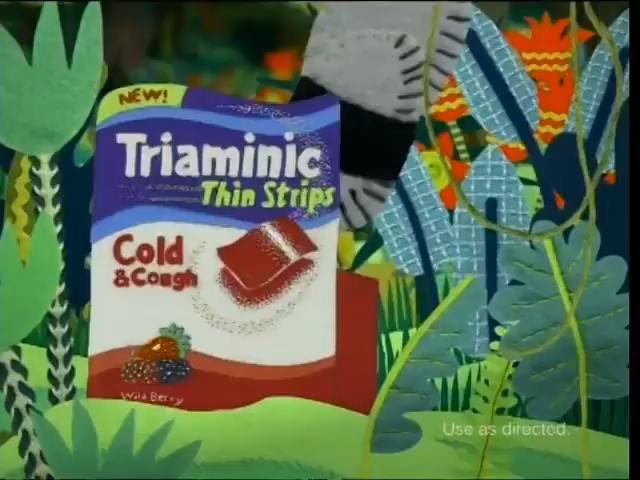 NEW!
Triaminic
Thin Strips
Cold
& Cough
Wild Berry
Use as directed.